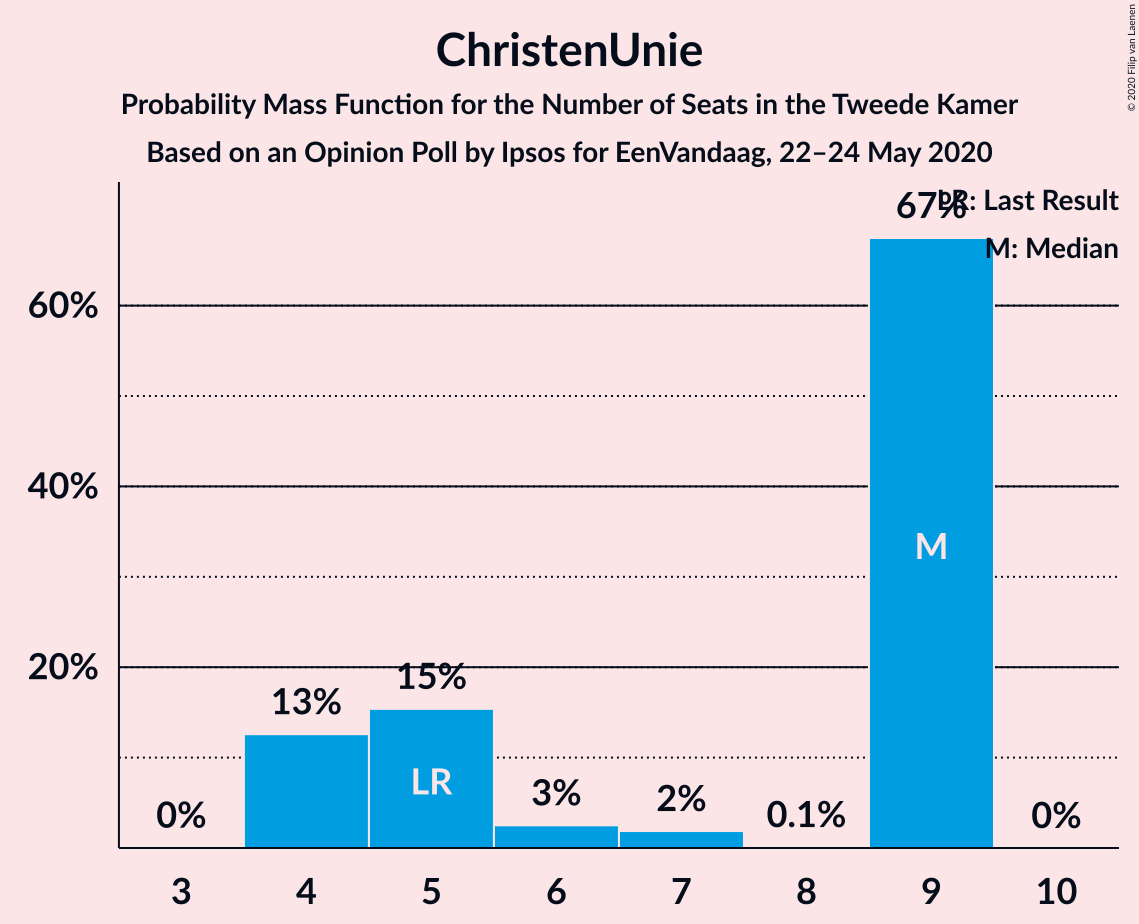 ChristenUnie
Probability Mass Function for the Number of Seats in the Tweede Kamer
Based on an Opinion Poll by Ipsos for EenVandaag, 22–24 May 2020
© 2020 Filip van Laenen
LR: Last Result
M: Median
67%
60%
40%
M
20%
15%
13%
LR
3%
2%
0%
0.1%
0%
3 4 5 6 7 8 9 10